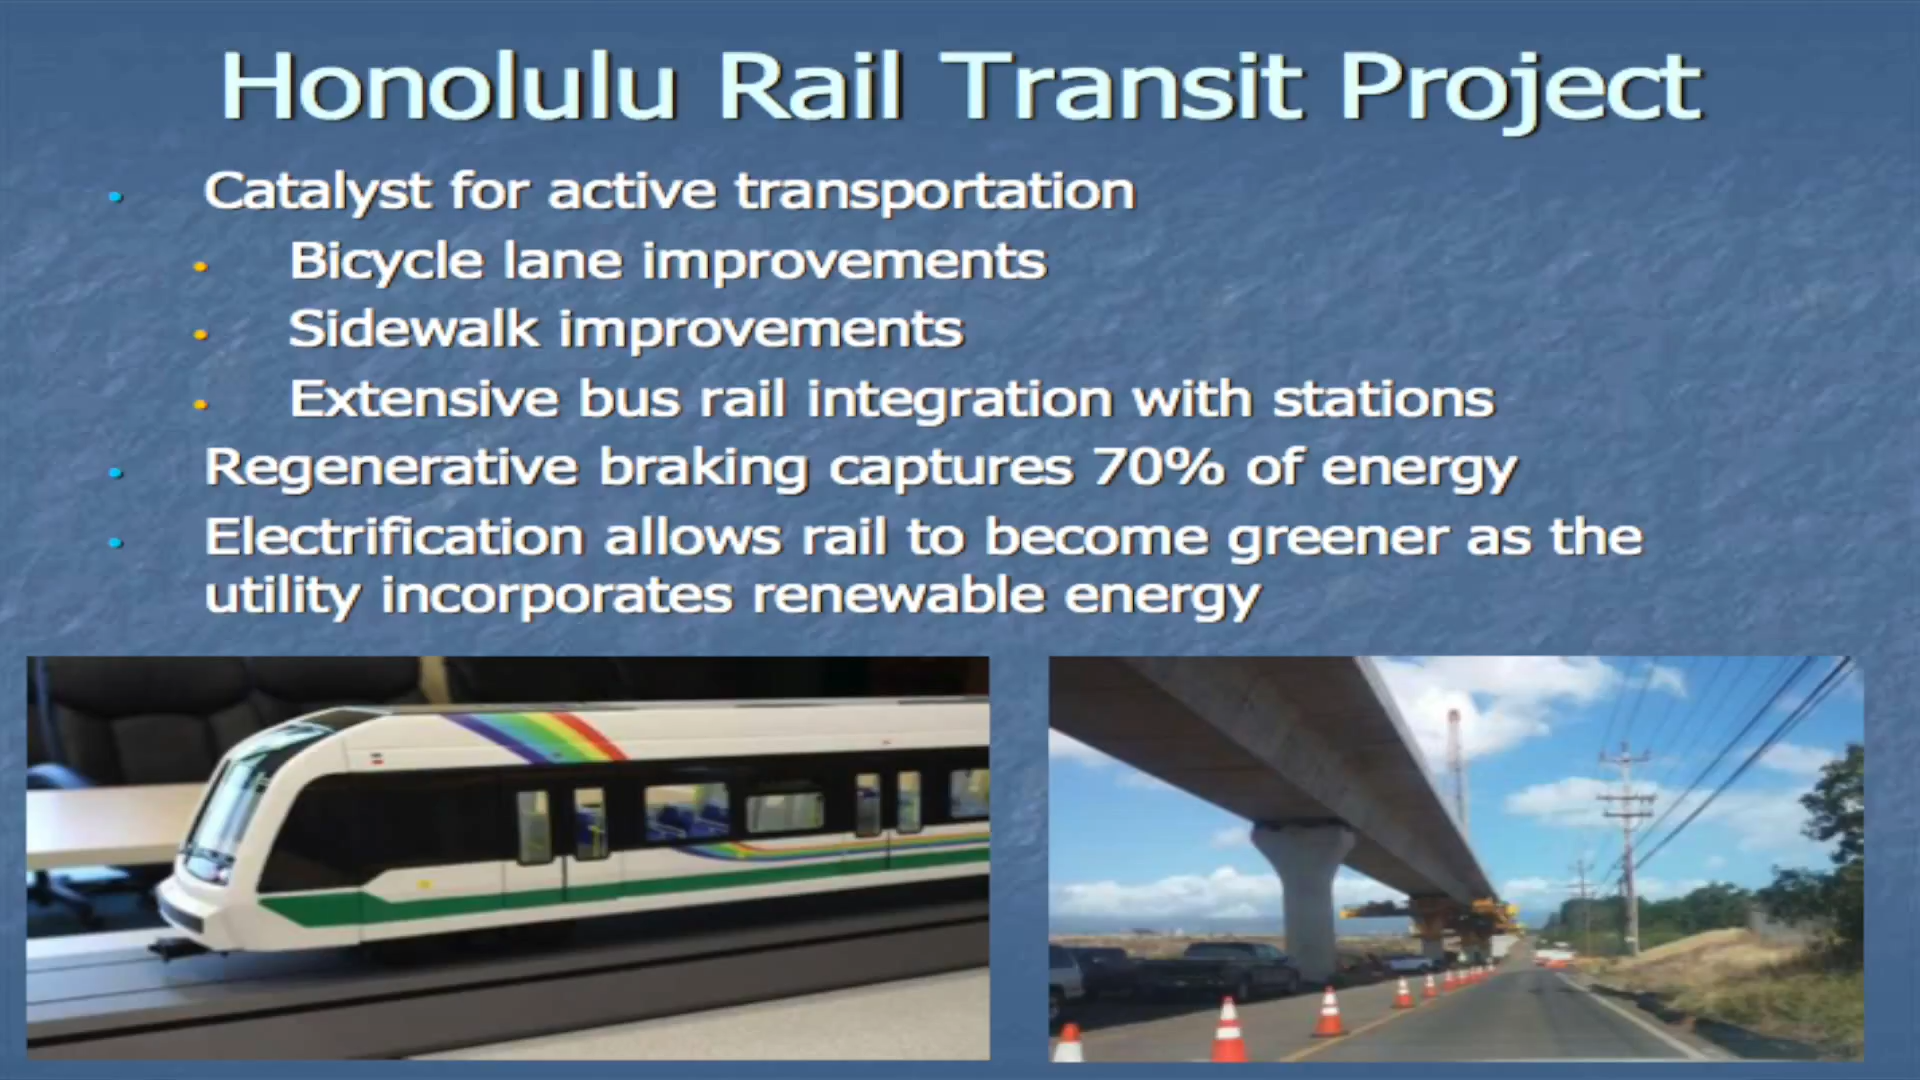 Honolulu Rail Transit Project
• Catalyst for active transportation
• Bicycle lane improvements
• Sidewalk improvements
• Extensive bus rail integration with stations
• Regenerative braking captures 70% of energy
• Electrification allows rail to become greener as the
utility incorporates renewable energy